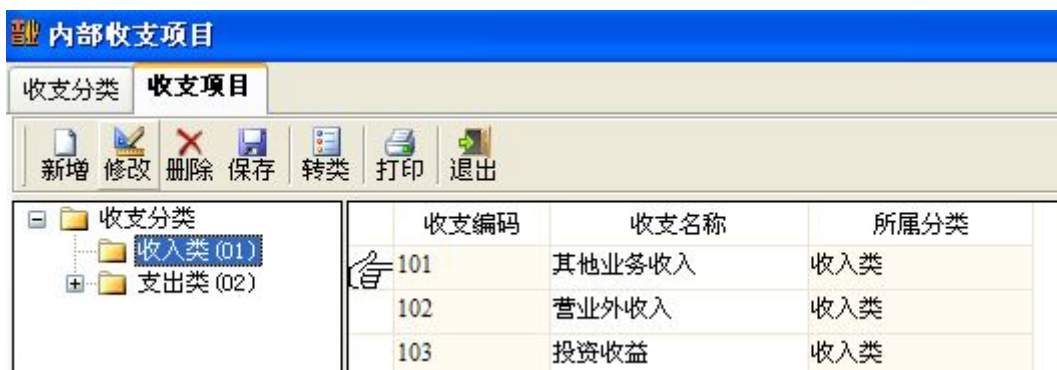 内部收支项目
收支分类 收支项目
新增 修改 删除 保存 转类 打印 退出
收支分类
收入类(01)
支出类(02)
收支编码 收支名称 所属分类
101 其他业务收入 收入类
102 营业外收入 收入类
103 投资收益 收入类